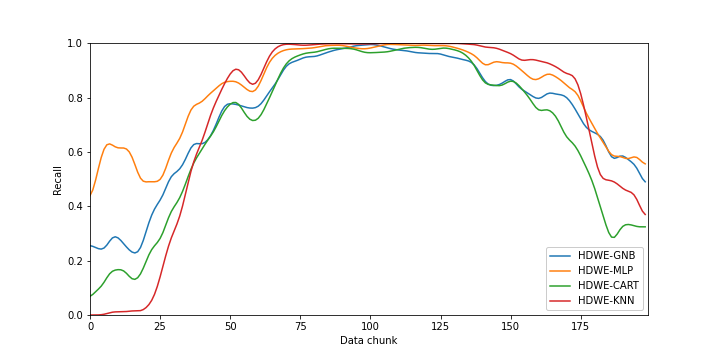 1.0
0.8
0.6
0.4
0.2
0.0
Recall
0 25 50 75 100 125 150 175
Data chunk
HDWE-GNB
HDWE-MLP
HDWE-CART
HDWE-KNN